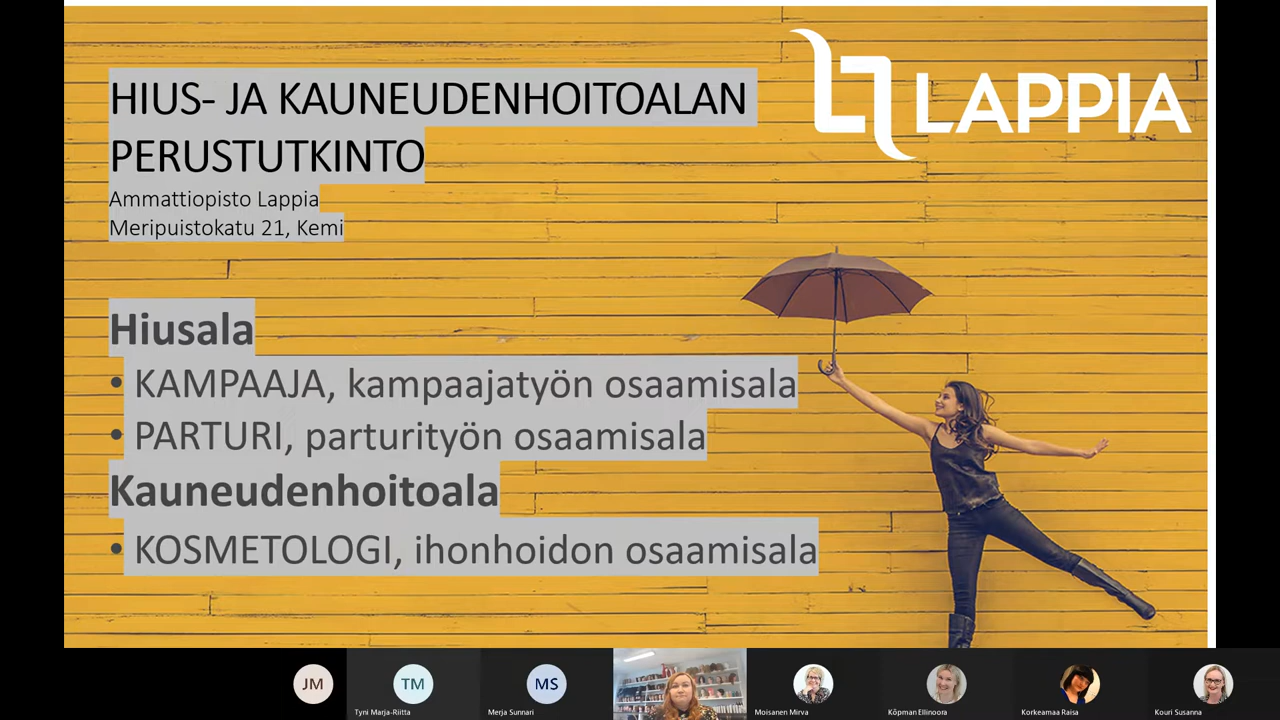 HIUS- JA KAUNEUDENHOITOALAN
PERUSTUTKINTO
Ammattiopisto Lappia
Meripuistokatu 21, Kemi
LAPPIA
Hiusala
• KAMPAAJA, kampaajatyön osaamisala
• PARTURI, parturityön osaamisala
Kauneudenhoitoala
• KOSMETOLOGI, ihonhoidon osaamisala
JM
TM
MS
Tyni Marja-Riitta
Merja Sunnari
Moisanen Mirva
Köpman Ellinoora
Korkeamaa Raisa
Kouri Susanna